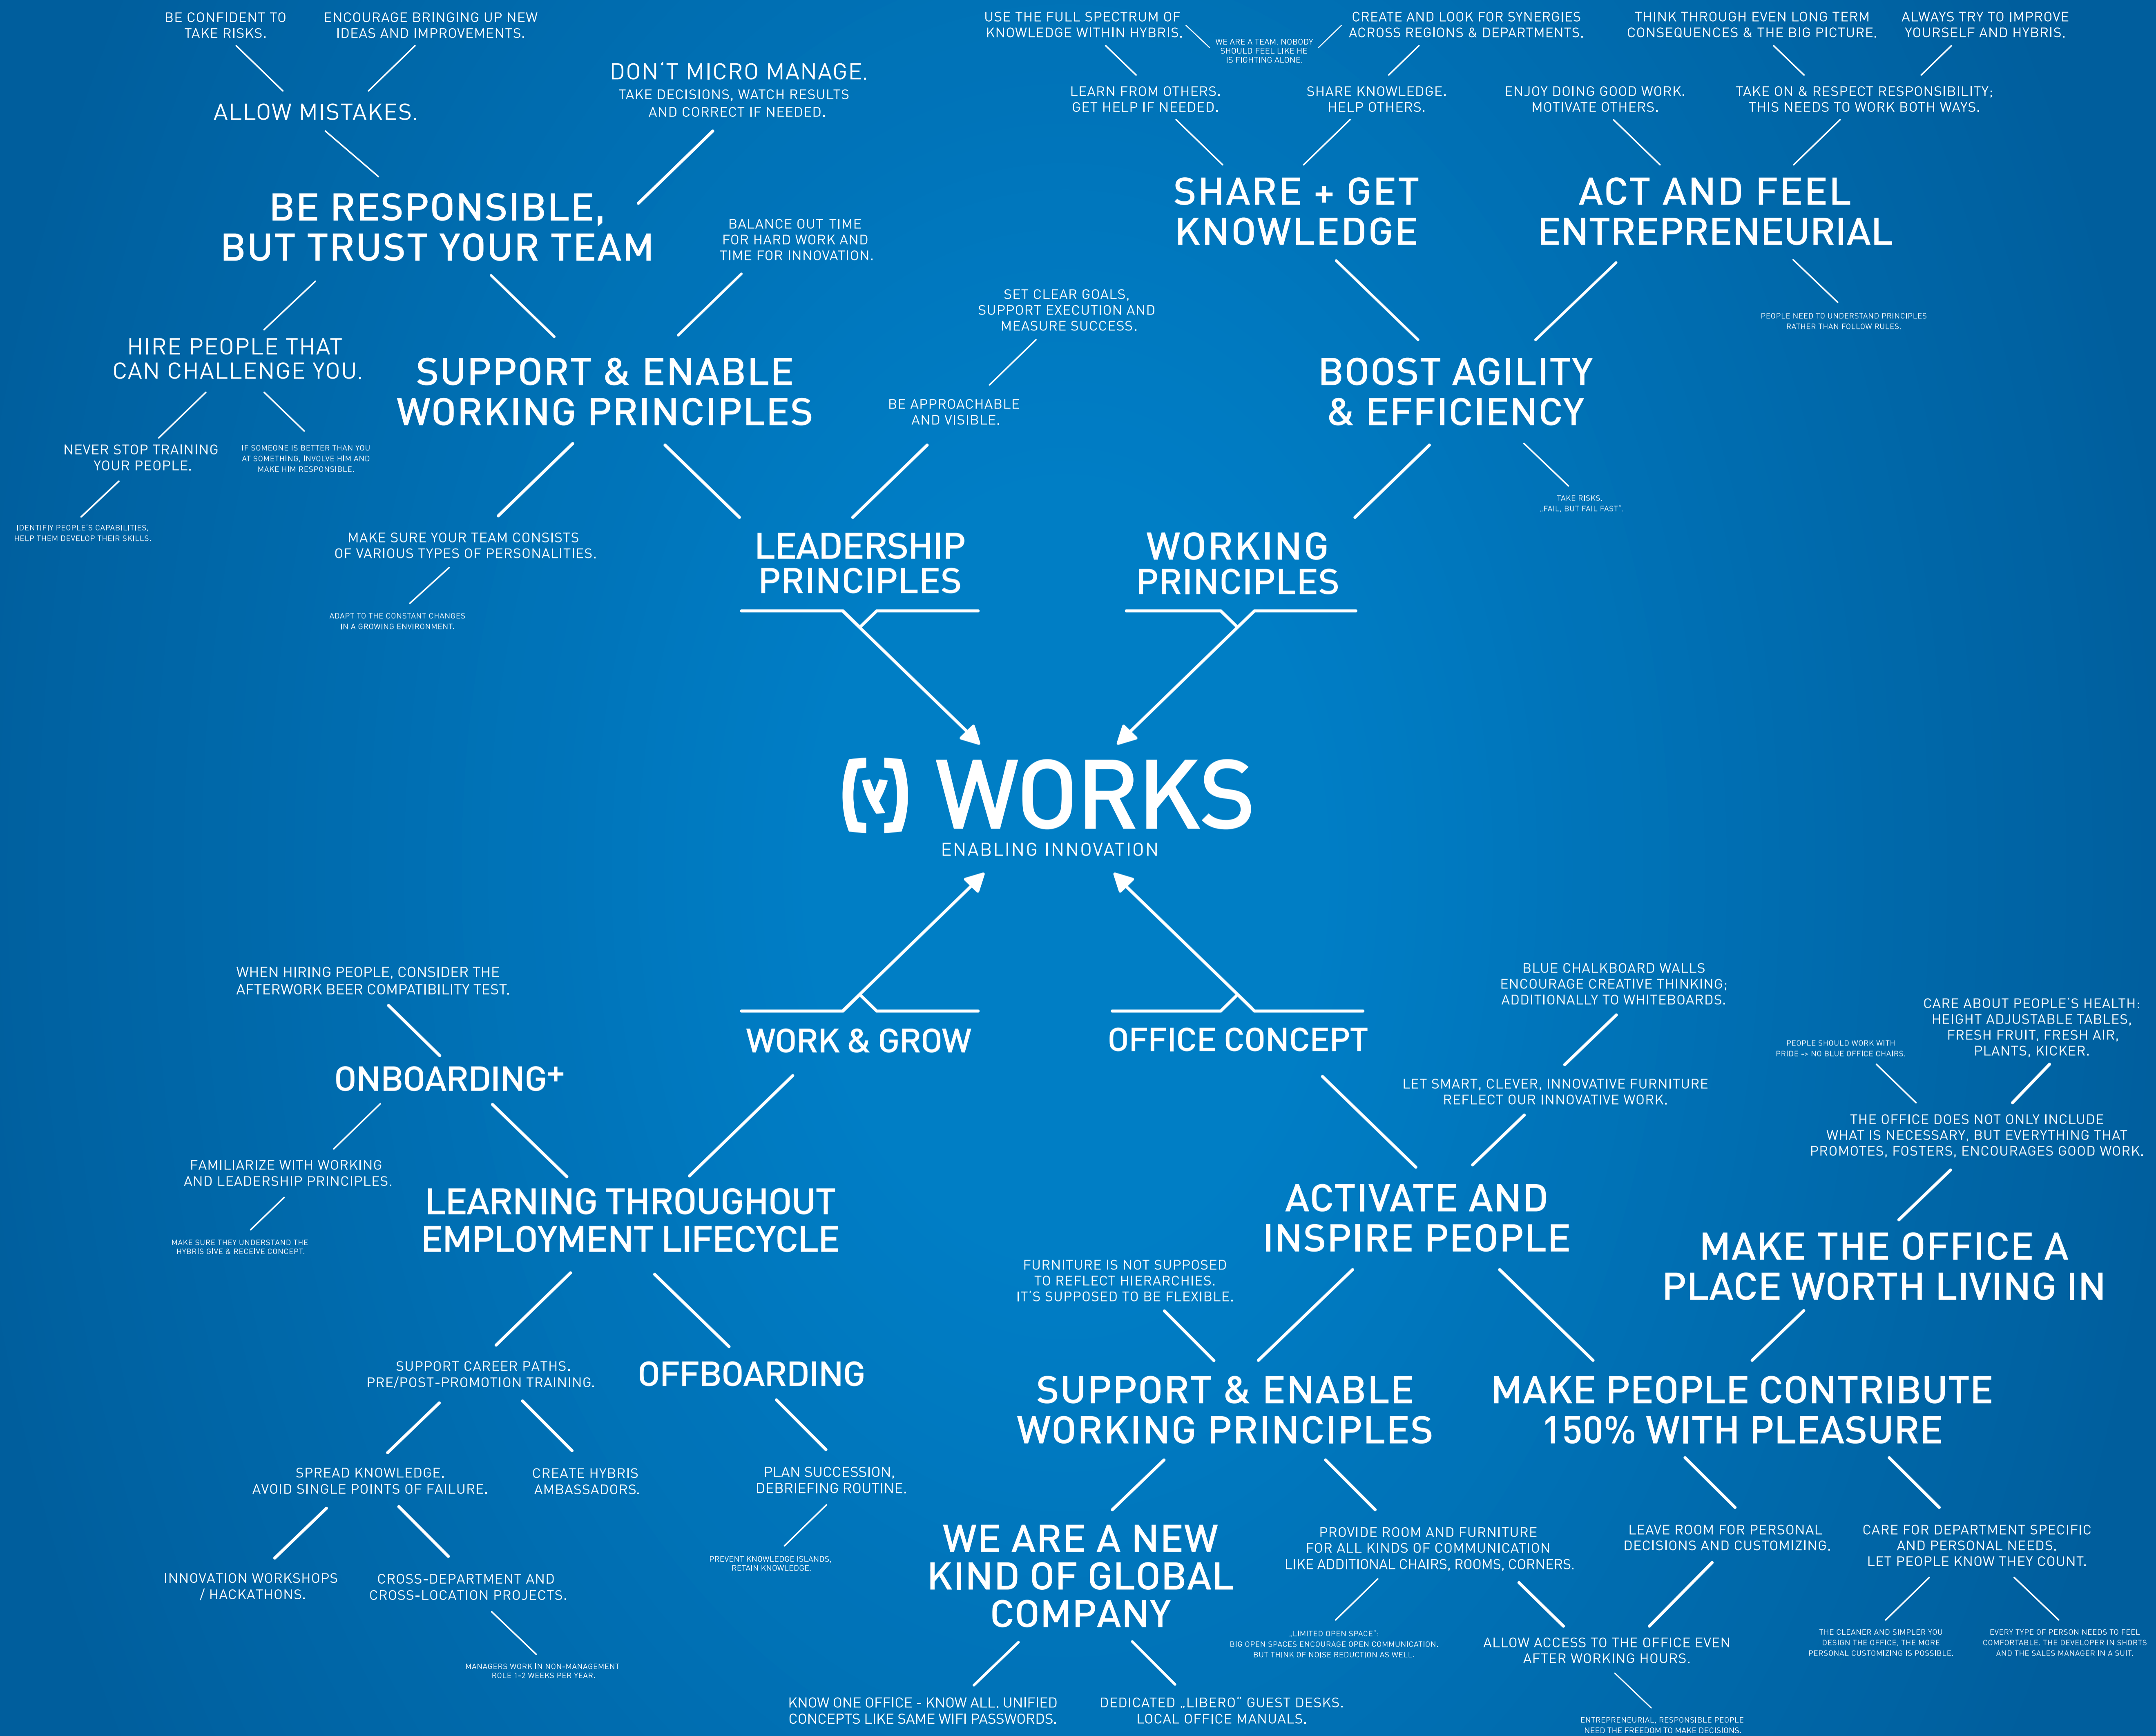 BE CONFIDENT TO
TAKE RISKS.
ENCOURAGE BRINGING UP NEW
IDEAS AND IMPROVEMENTS.
ALLOW MISTAKES.
DON'T MICRO MANAGE.
TAKE DECISIONS, WATCH RESULTS
AND CORRECT IF NEEDED.
BE RESPONSIBLE,
BUT TRUST YOUR TEAM
BALANCE OUT TIME
FOR HARD WORK AND
TIME FOR INNOVATION.
HIRE PEOPLE THAT
CAN CHALLENGE YOU.
SUPPORT & ENABLE
WORKING PRINCIPLES
SET CLEAR GOALS,
SUPPORT EXECUTION AND
MEASURE SUCCESS.
BE APPROACHABLE
AND VISIBLE.
NEVER STOP TRAINING
YOUR PEOPLE.
IF SOMEONE IS BETTER THAN YOU
AT SOMETHING, INVOLVE HIM AND
MAKE HIM RESPONSIBLE.
IDENTIFIY PEOPLE'S CAPABILITIES,
HELP THEM DEVELOP THEIR SKILLS.
MAKE SURE YOUR TEAM CONSISTS
OF VARIOUS TYPES OF PERSONALITIES.
ADAPT TO THE CONSTANT CHANGES
IN A GROWING ENVIRONMENT.
LEADERSHIP
PRINCIPLES
USE THE FULL SPECTRUM OF
KNOWLEDGE WITHIN HYBRIS.
WE ARE A TEAM. NOBODY
SHOULD FEEL LIKE HE
IS FIGHTING ALONE.
CREATE AND LOOK FOR SYNERGIES
ACROSS REGIONS & DEPARTMENTS.
THINK THROUGH EVEN LONG TERM
CONSEQUENCES & THE BIG PICTURE.
ALWAYS TRY TO IMPROVE
YOURSELF AND HYBRIS.
LEARN FROM OTHERS.
GET HELP IF NEEDED.
SHARE KNOWLEDGE.
HELP OTHERS.
ENJOY DOING GOOD WORK.
MOTIVATE OTHERS.
TAKE ON & RESPECT RESPONSIBILITY;
THIS NEEDS TO WORK BOTH WAYS.
SHARE + GET
KNOWLEDGE
ACT AND FEEL
ENTREPRENEURIAL
PEOPLE NEED TO UNDERSTAND PRINCIPLES
RATHER THAN FOLLOW RULES.
BOOST AGILITY
& EFFICIENCY
TAKE RISKS.
„FAIL, BUT FAIL FAST".
WORKING
PRINCIPLES
(y) WORKS
ENABLING INNOVATION
WHEN HIRING PEOPLE, CONSIDER THE
AFTERWORK BEER COMPATIBILITY TEST.
WORK & GROW
ONBOARDING+
FAMILIARIZE WITH WORKING
AND LEADERSHIP PRINCIPLES.
MAKE SURE THEY UNDERSTAND THE
HYBRIS GIVE & RECEIVE CONCEPT.
LEARNING THROUGHOUT
EMPLOYMENT LIFECYCLE
SUPPORT CAREER PATHS.
PRE/POST-PROMOTION TRAINING.
OFFBOARDING
SPREAD KNOWLEDGE.
AVOID SINGLE POINTS OF FAILURE.
CREATE HYBRIS
AMBASSADORS.
PLAN SUCCESSION,
DEBRIEFING ROUTINE.
PREVENT KNOWLEDGE ISLANDS,
RETAIN KNOWLEDGE.
INNOVATION WORKSHOPS
/ HACKATHONS.
CROSS-DEPARTMENT AND
CROSS-LOCATION PROJECTS.
MANAGERS WORK IN NON-MANAGEMENT
ROLE 1-2 WEEKS PER YEAR.
OFFICE CONCEPT
BLUE CHALKBOARD WALLS
ENCOURAGE CREATIVE THINKING;
ADDITIONALLY TO WHITEBOARDS.
LET SMART, CLEVER, INNOVATIVE FURNITURE
REFLECT OUR INNOVATIVE WORK.
PEOPLE SHOULD WORK WITH
PRIDE => NO BLUE OFFICE CHAIRS.
CARE ABOUT PEOPLE'S HEALTH:
HEIGHT ADJUSTABLE TABLES,
FRESH FRUIT, FRESH AIR,
PLANTS, KICKER.
THE OFFICE DOES NOT ONLY INCLUDE
WHAT IS NECESSARY, BUT EVERYTHING THAT
PROMOTES, FOSTERS, ENCOURAGES GOOD WORK.
ACTIVATE AND
INSPIRE PEOPLE
MAKE THE OFFICE A
PLACE WORTH LIVING IN
FURNITURE IS NOT SUPPOSED
TO REFLECT HIERARCHIES.
IT'S SUPPOSED TO BE FLEXIBLE.
SUPPORT & ENABLE
WORKING PRINCIPLES
MAKE PEOPLE CONTRIBUTE
150% WITH PLEASURE
WE ARE A NEW
KIND OF GLOBAL
COMPANY
PROVIDE ROOM AND FURNITURE
FOR ALL KINDS OF COMMUNICATION
LIKE ADDITIONAL CHAIRS, ROOMS, CORNERS.
LEAVE ROOM FOR PERSONAL
DECISIONS AND CUSTOMIZING.
CARE FOR DEPARTMENT SPECIFIC
AND PERSONAL NEEDS.
LET PEOPLE KNOW THEY COUNT.
„LIMITED OPEN SPACE":
BIG OPEN SPACES ENCOURAGE OPEN COMMUNICATION.
BUT THINK OF NOISE REDUCTION AS WELL.
ALLOW ACCESS TO THE OFFICE EVEN
AFTER WORKING HOURS.
THE CLEANER AND SIMPLER YOU
DESIGN THE OFFICE, THE MORE
PERSONAL CUSTOMIZING IS POSSIBLE.
EVERY TYPE OF PERSON NEEDS TO FEEL
COMFORTABLE. THE DEVELOPER IN SHORTS
AND THE SALES MANAGER IN A SUIT.
KNOW ONE OFFICE - KNOW ALL. UNIFIED
CONCEPTS LIKE SAME WIFI PASSWORDS.
DEDICATED „LIBERO" GUEST DESKS.
LOCAL OFFICE MANUALS.
ENTREPRENEURIAL, RESPONSIBLE PEOPLE
NEED THE FREEDOM TO MAKE DECISIONS.